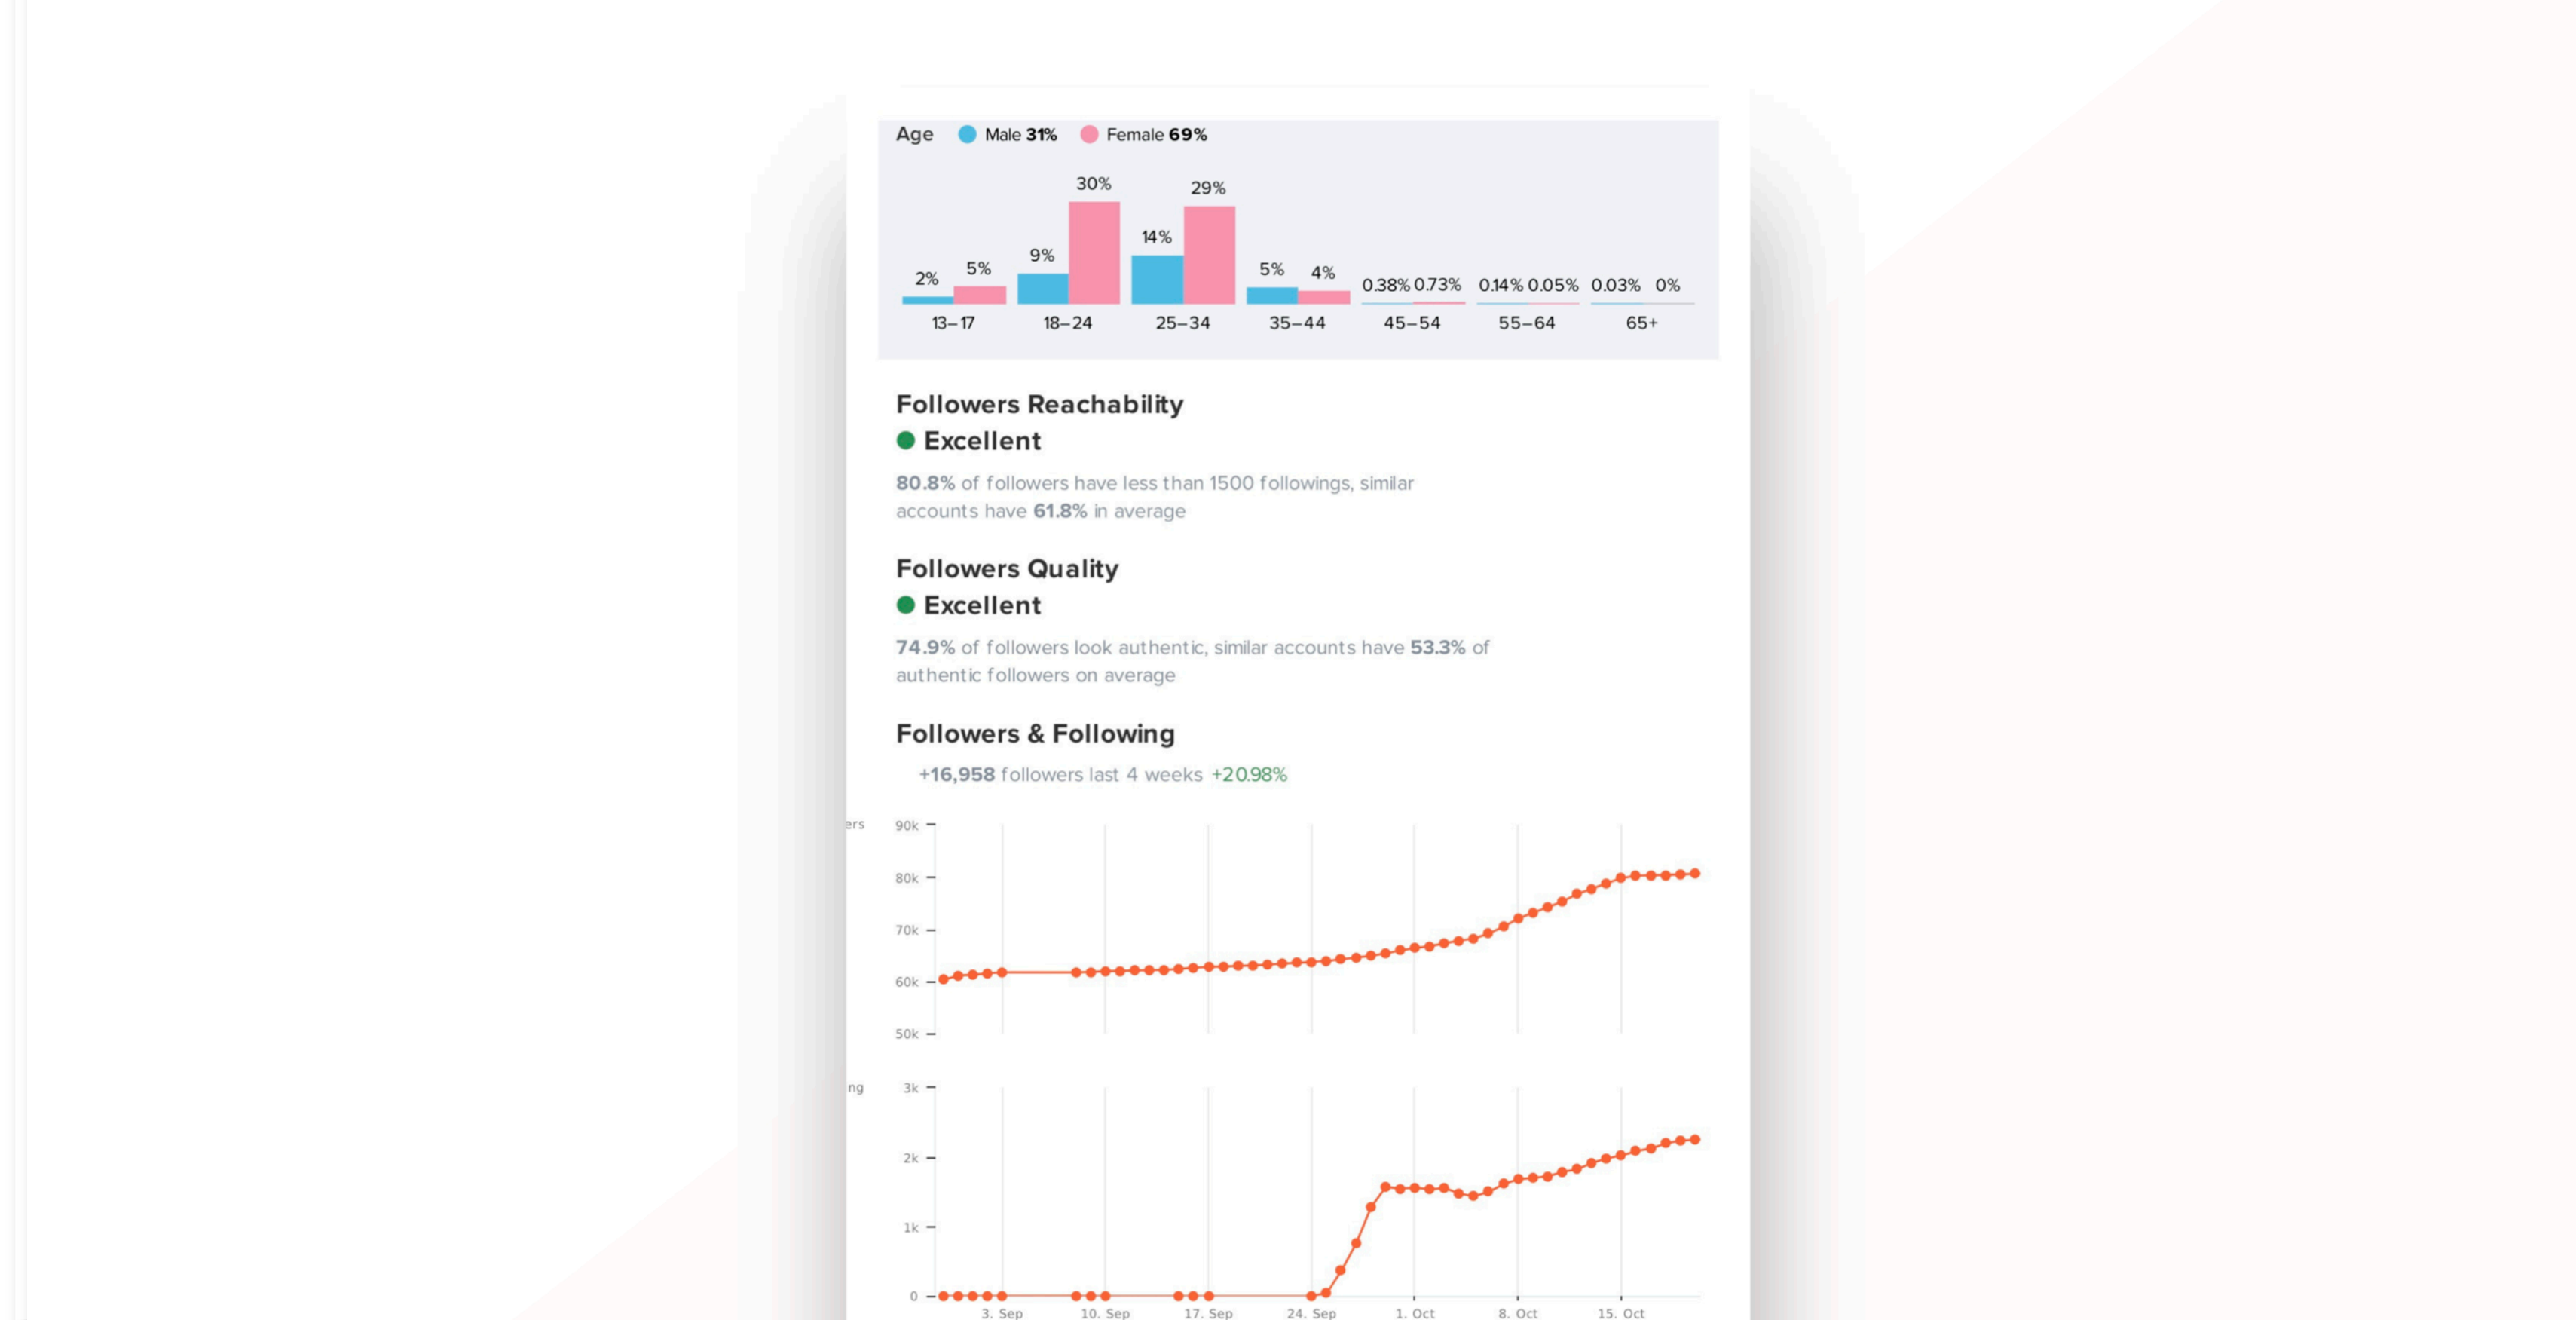 Age Male 31% Female 69%
30% 29%
14%
9%
2% 5% 5% 4% 0.38% 0.73% 0.14% 0.05% 0.03% 0%
13–17 18–24 25–34 35–44 45–54 55–64 65+
Followers Reachability
Excellent
80.8% of followers have less than 1500 followings, similar
accounts have 61.8% in average
Followers Quality
Excellent
74.9% of followers look authentic, similar accounts have 53.3% of
authentic followers on average
Followers & Following
+16,958 followers last 4 weeks +20.98%
ers 90k
80k
70k
60k
50k
ng 3k
2k
1k
0
3. Sep 10. Sep 17. Sep 24. Sep 1. Oct 8. Oct 15. Oct